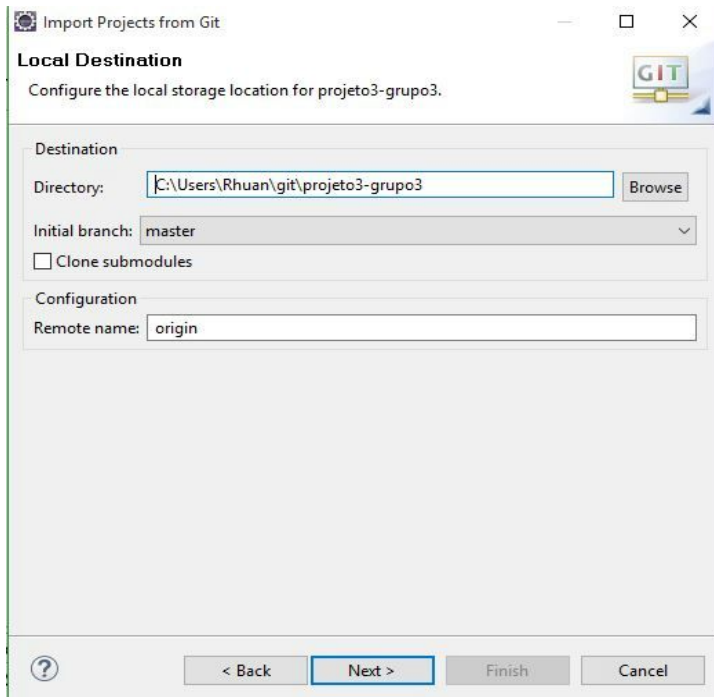 Import Projects from Git
Local Destination
Configure the local storage location for projeto3-grupo3.
GIT
Destination
Directory: C:\Users\Rhuan\git\projeto3-grupo3 Browse
Initial branch: master
Clone submodules
Configuration
Remote name: origin
? < Back Next > Finish Cancel